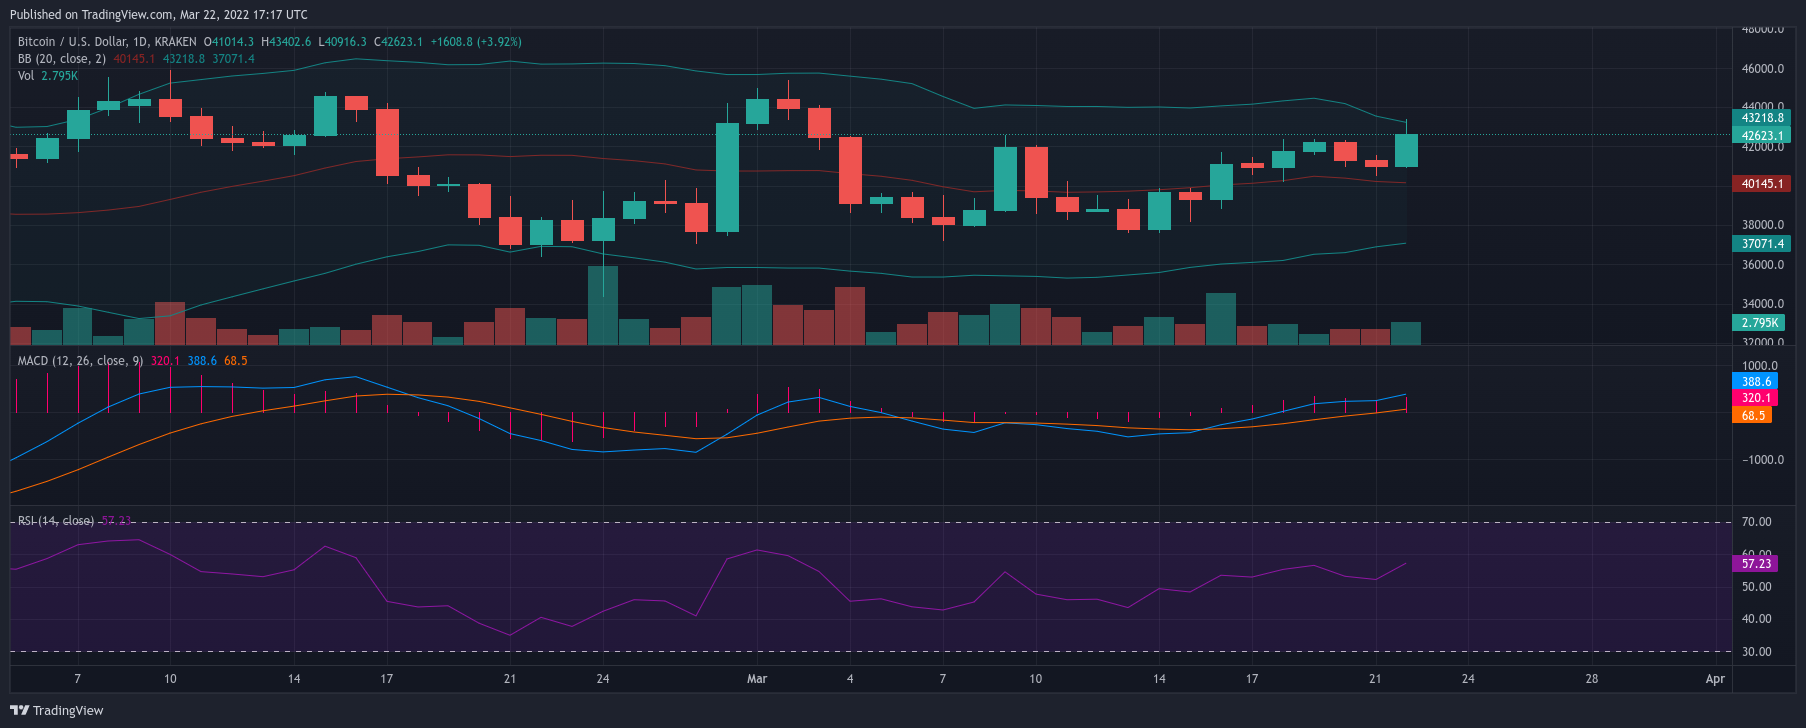 Published on TradingView.com, Mar 22, 2022 17:17 UTC
Bitcoin / U.S. Dollar, 1D, KRAKEN O41014.3 H43402.6 L40916.3 C42623.1 +1608.8 (+3.92%)
BB (20, close, 2) 40145.1 43218.8 37071.4
Vol 2.795K
48000.0
46000.0
44000.0
43218.8
42623.1
42000.0
40145.1
38000.0
37071.4
36000.0
34000.0
2.795K
32000.0
MACD (12, 26, close, 9) 320.1 388.6 68.5
1000.0
388.6
320.1
68.5
−1000.0
RSI (14, close) 57.23
70.00
60.00
57.23
50.00
40.00
30.00
7 10 14 17 21 24 Mar 4 7 10 14 17 21 24 28 Apr
TradingView